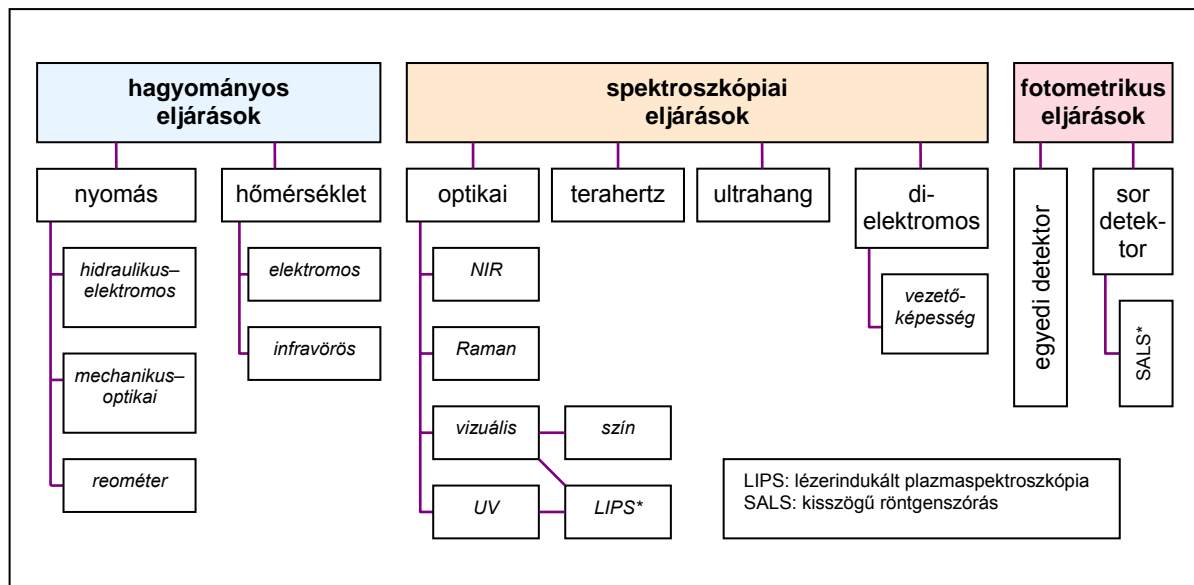 hagyományos
eljárások
nyomás
hidraulikus–
elektromos
mechanikus–
optikai
reométer
hőmérséklet
elektromos
infravörös
spektroszkópiai
eljárások
optikai
NIR
Raman
vizuális
szín
UV
LIPS*
terahertz
ultrahang
di-
elektromos
vezető-
képesség
fotometrikus
eljárások
egyedi detektor
sor
detek-
tor
SALS*
LIPS: lézerindukált plazmaspektroszkópia
SALS: kisszögű röntgenszórás